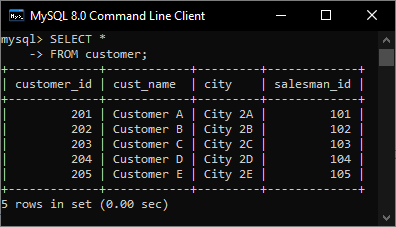 MySQL 8.0 Command Line Client
mysql> SELECT *
    -> FROM customer;
+-------------+------------+---------+-------------+
| customer_id | cust_name  | city    | salesman_id |
+-------------+------------+---------+-------------+
|         201 | Customer A | City 2A |         101 |
|         202 | Customer B | City 2B |         102 |
|         203 | Customer C | City 2C |         103 |
|         204 | Customer D | City 2D |         104 |
|         205 | Customer E | City 2E |         105 |
+-------------+------------+---------+-------------+
5 rows in set (0.00 sec)